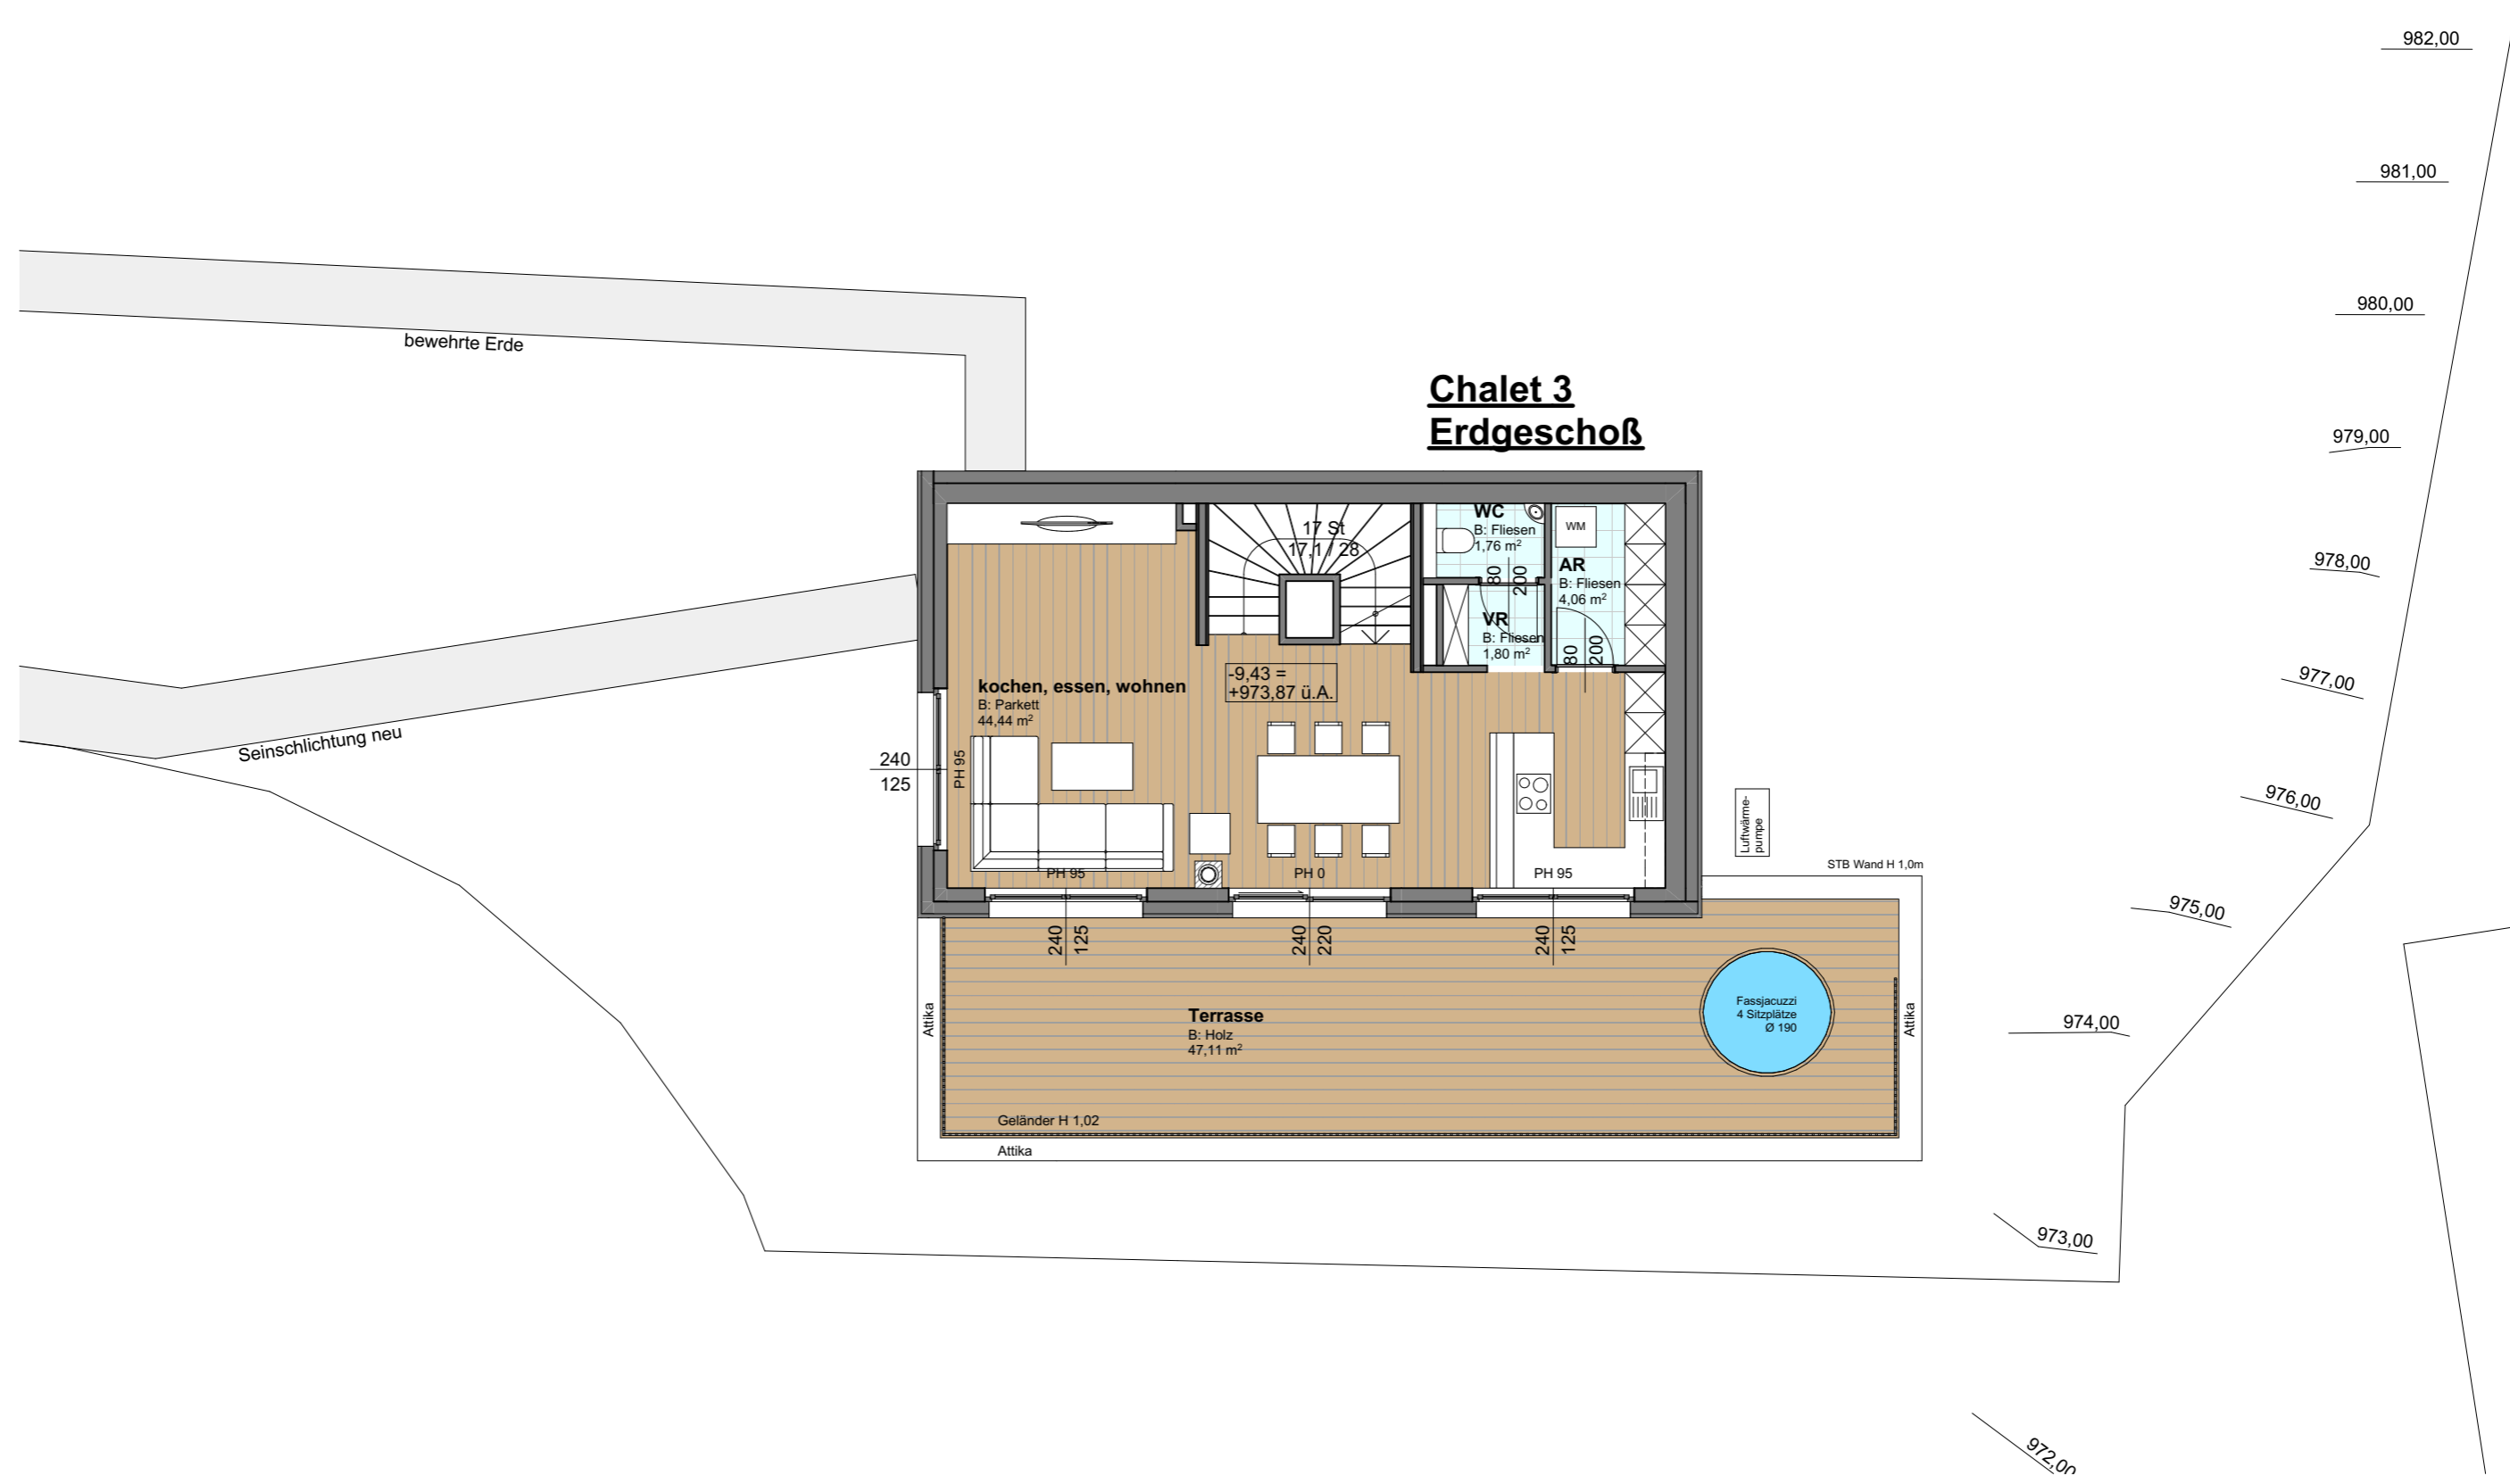 982,00
981,00
980,00
bewehrte Erde
Chalet 3
Erdgeschoß
979,00
978,00
977,00
976,00
975,00
974,00
973,00
972,00
WC
B: Fliesen
1,76 m²
80
200
WM
AR
B: Fliesen
4,06 m²
80
200
VR
B: Fliesen
1,80 m²
17 St
17,1 / 28
-9,43 =
+973,87 ü.A.
kochen, essen, wohnen
B: Parkett
44,44 m²
Seinschlichtung neu
240
125
PH 95
PH 95
PH 0
PH 95
240
125
240
220
240
125
Luftwärme-
pumpe
STB Wand H 1,0m
Attika
Terrasse
B: Holz
47,11 m²
Fassjacuzzi
4 Sitzplätze
Ø 190
Attika
Geländer H 1,02
Attika